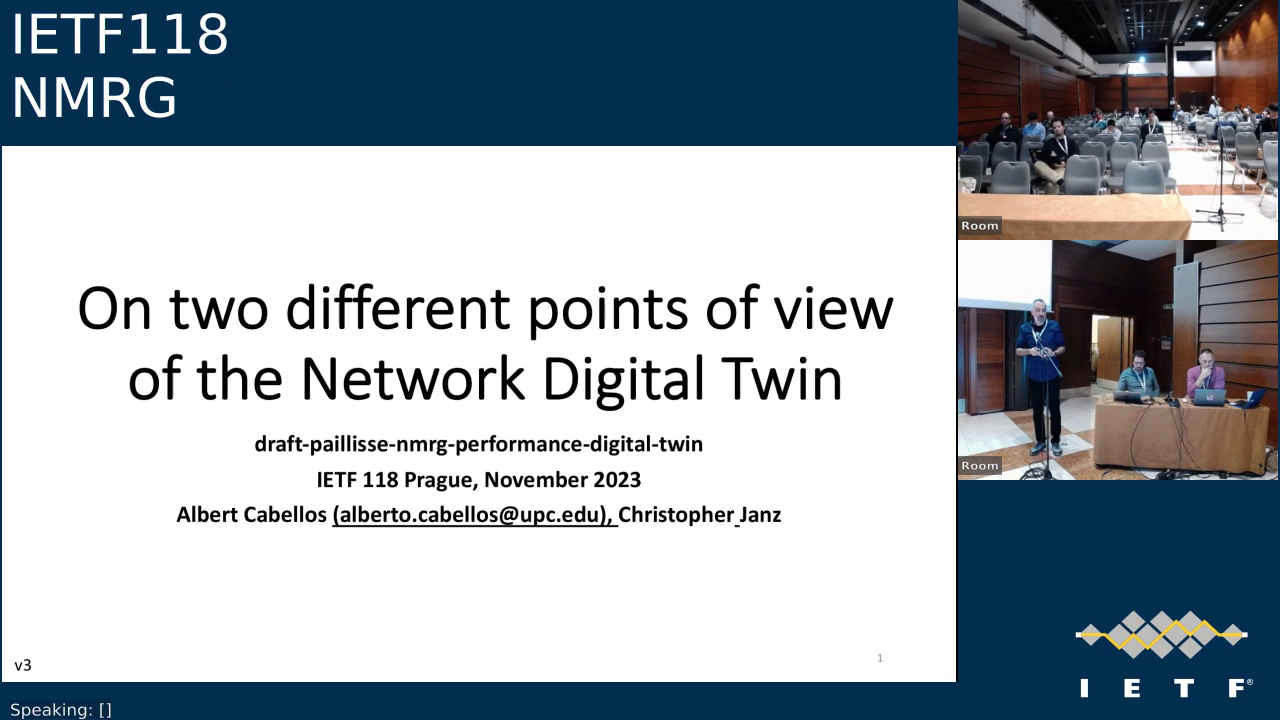 IETF118
NMRG
On two different points of view
of the Network Digital Twin
draft-paillisse-nmrg-performance-digital-twin
IETF 118 Prague, November 2023
Albert Cabellos (alberto.cabellos@upc.edu), Christopher Janz
v3
1
Room
Room
I E T F®
Speaking: []